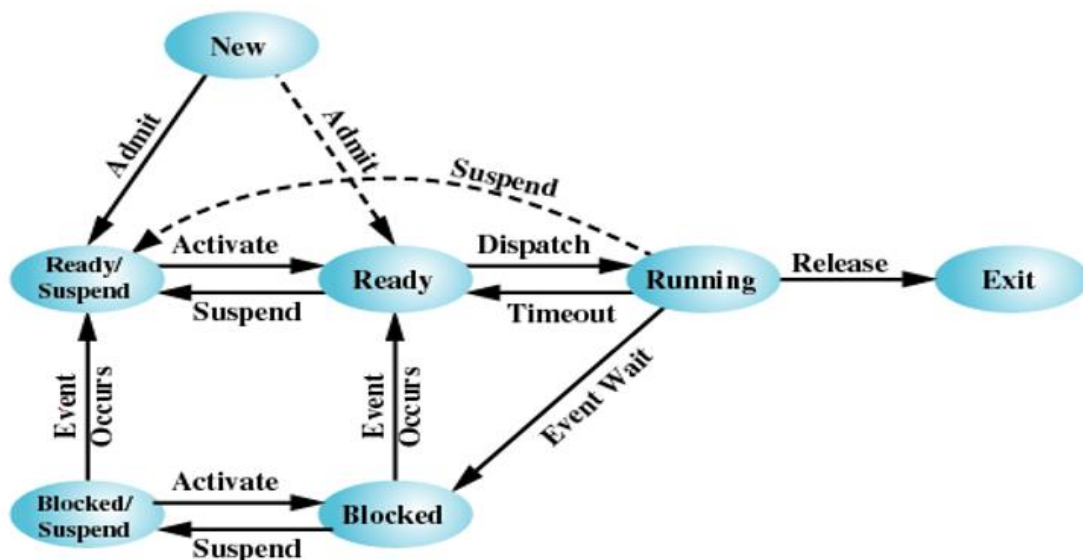 New
Admit
Admit
Suspend
Ready/
Suspend
Activate
Suspend
Ready
Dispatch
Timeout
Running
Release
Exit
Event
Occurs
Event
Occurs
Event Wait
Blocked/
Suspend
Activate
Suspend
Blocked